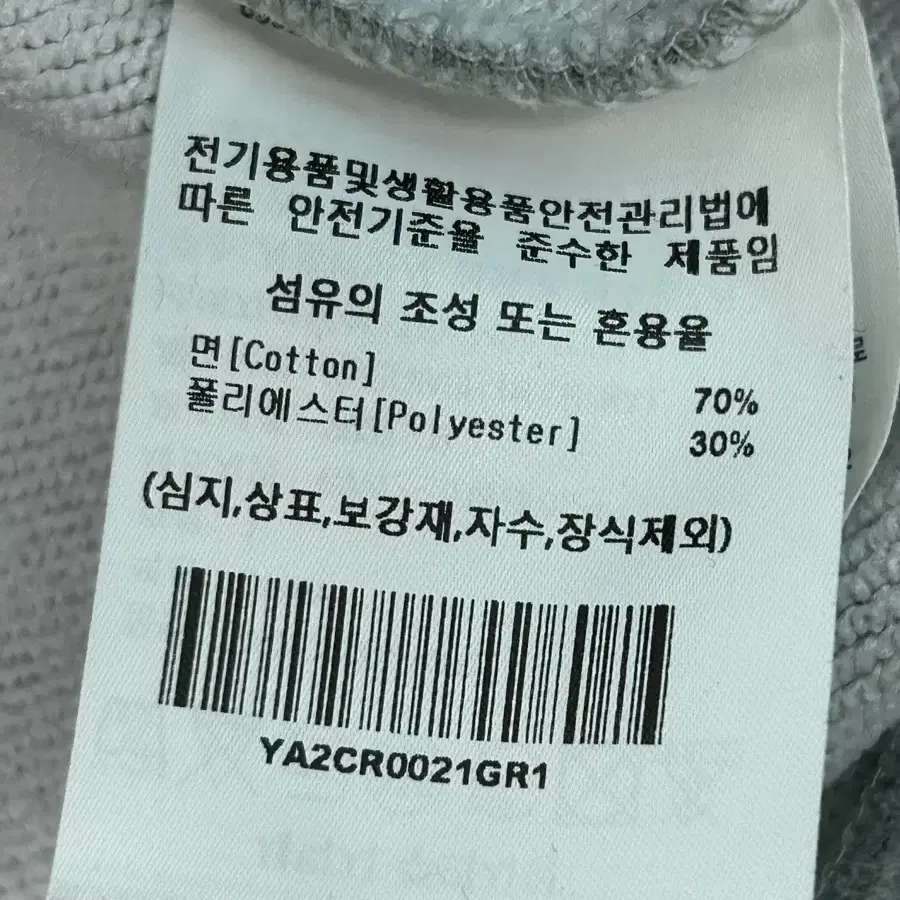 전기용품및생활용품안전관리법에
따른 안전기준율 준수한 제품임
섬유의 조성 또는 혼용율
면[Cotton] 70%
폴리에스터[Polyester] 30%
(심지,상표,보강재,자수,장식제외)
YA2CR0021GR1